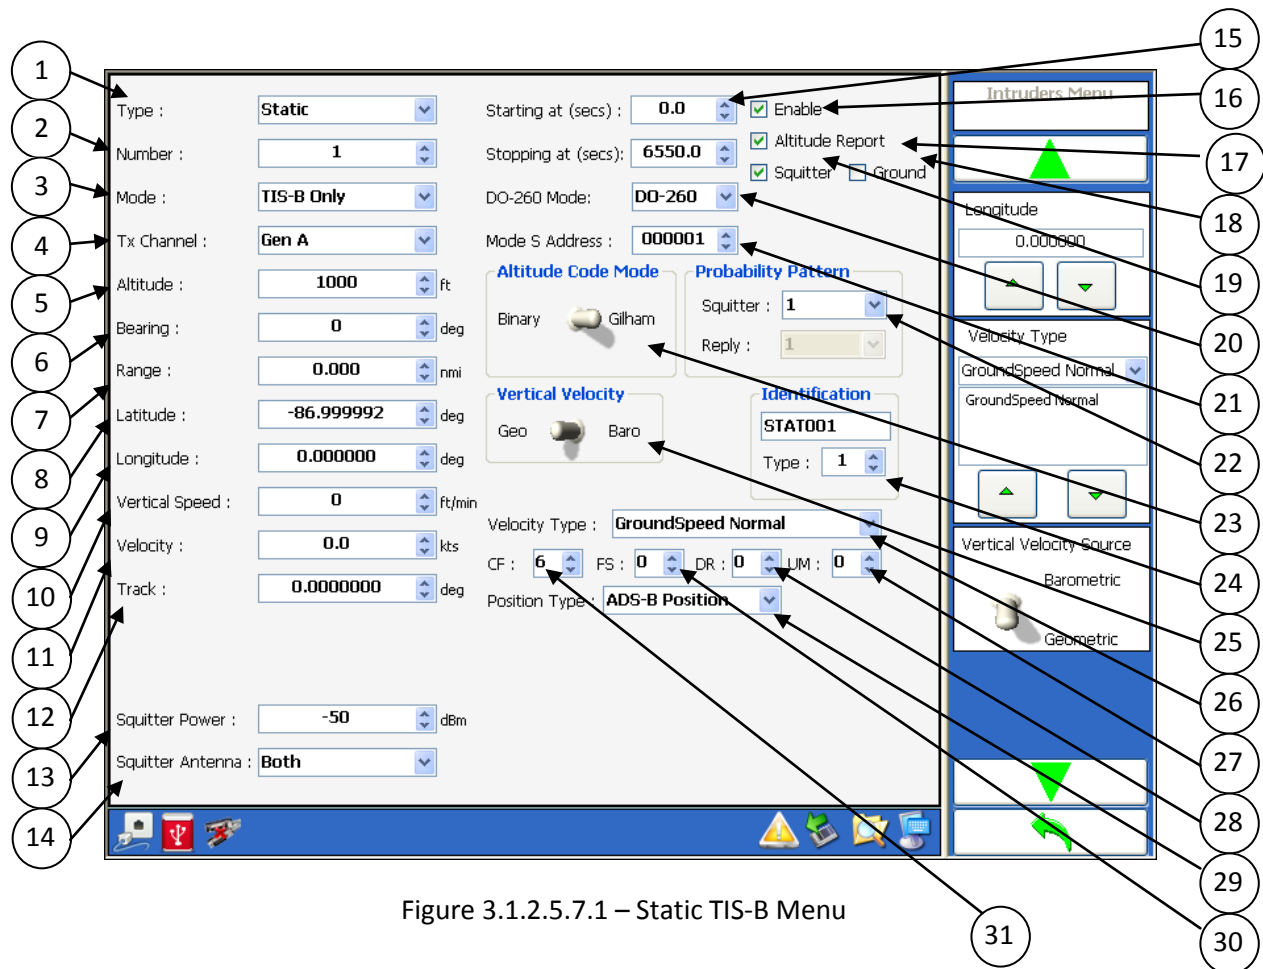 15
1
16
2
17
3
18
4
19
5
20
6
21
7
22
8
23
9
24
10
25
11
26
12
27
13
28
14
29
31
30
Type :
Static
Number :
1
Mode :
TIS-B Only
Tx Channel :
Gen A
Altitude :
1000
ft
Bearing :
0
deg
Range :
0.000
nmi
Latitude :
-86.999992
deg
Longitude :
0.000000
deg
Vertical Speed :
0
ft/min
Velocity :
0.0
kts
Track :
0.0000000
deg
Squitter Power :
-50
dBm
Squitter Antenna :
Both
Starting at (secs) :
0.0
Enable
Stopping at (secs):
6550.0
Altitude Report
Squitter
Ground
DO-260 Mode:
DO-260
Mode S Address :
000001
Altitude Code Mode
Binary
Gilham
Probability Pattern
Squitter :
1
Reply :
1
Vertical Velocity
Geo
Baro
Identification
STAT001
Type :
1
Velocity Type :
GroundSpeed Normal
CF :
6
FS :
0
DR :
0
UM :
0
Position Type :
ADS-B Position
Intruders Menu
Longitude
0.000000
Velocity Type
GroundSpeed Normal
GroundSpeed Normal
Vertical Velocity Source
Barometric
Geometric
Figure 3.1.2.5.7.1 – Static TIS-B Menu